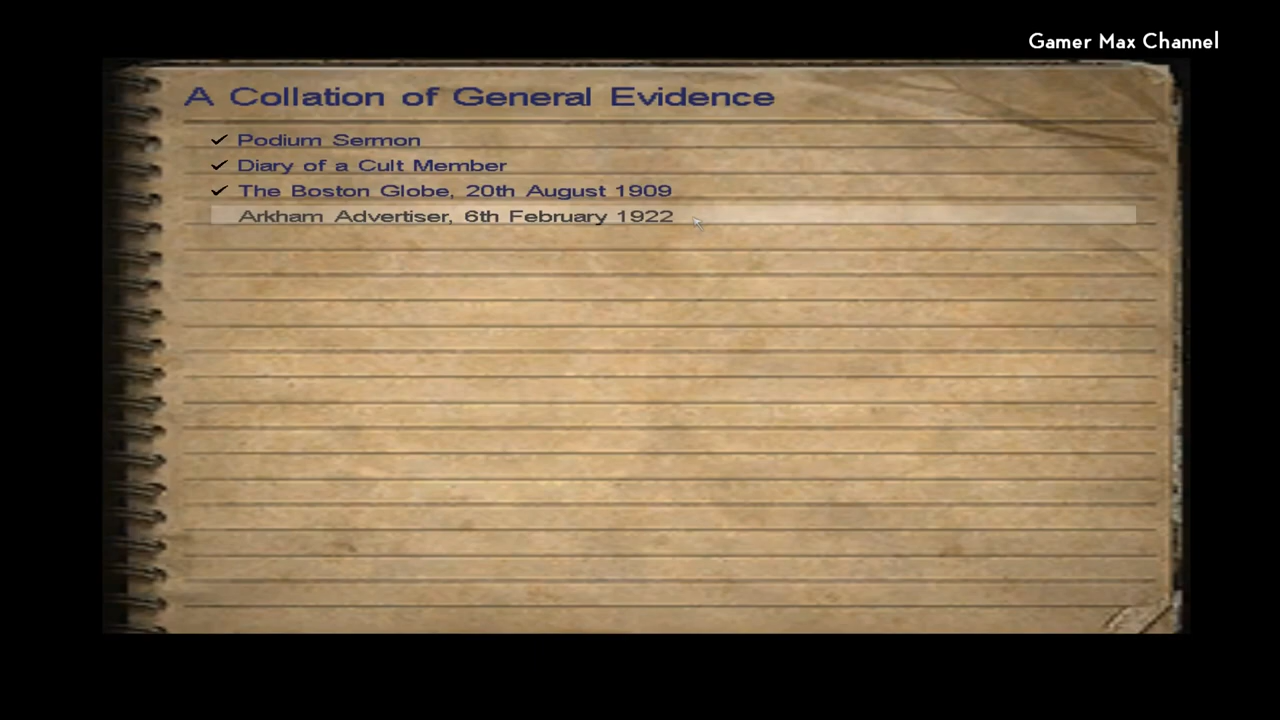 Gamer Max Channel
A Collation of General Evidence
✓ Podium Sermon
✓ Diary of a Cult Member
✓ The Boston Globe, 20th August 1909
Arkham Advertiser, 6th February 1922